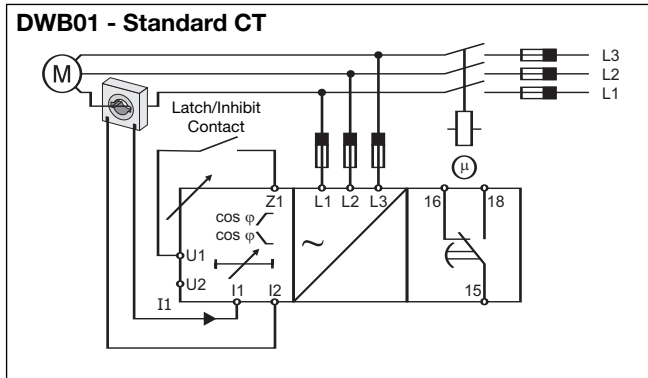 DWB01 - Standard CT
M
L3
L2
L1
Latch/Inhibit
Contact
μ
Z1
L1 L2 L3
16
18
cos φ
cos φ
~
U1
U2
I1
I1
I2
15